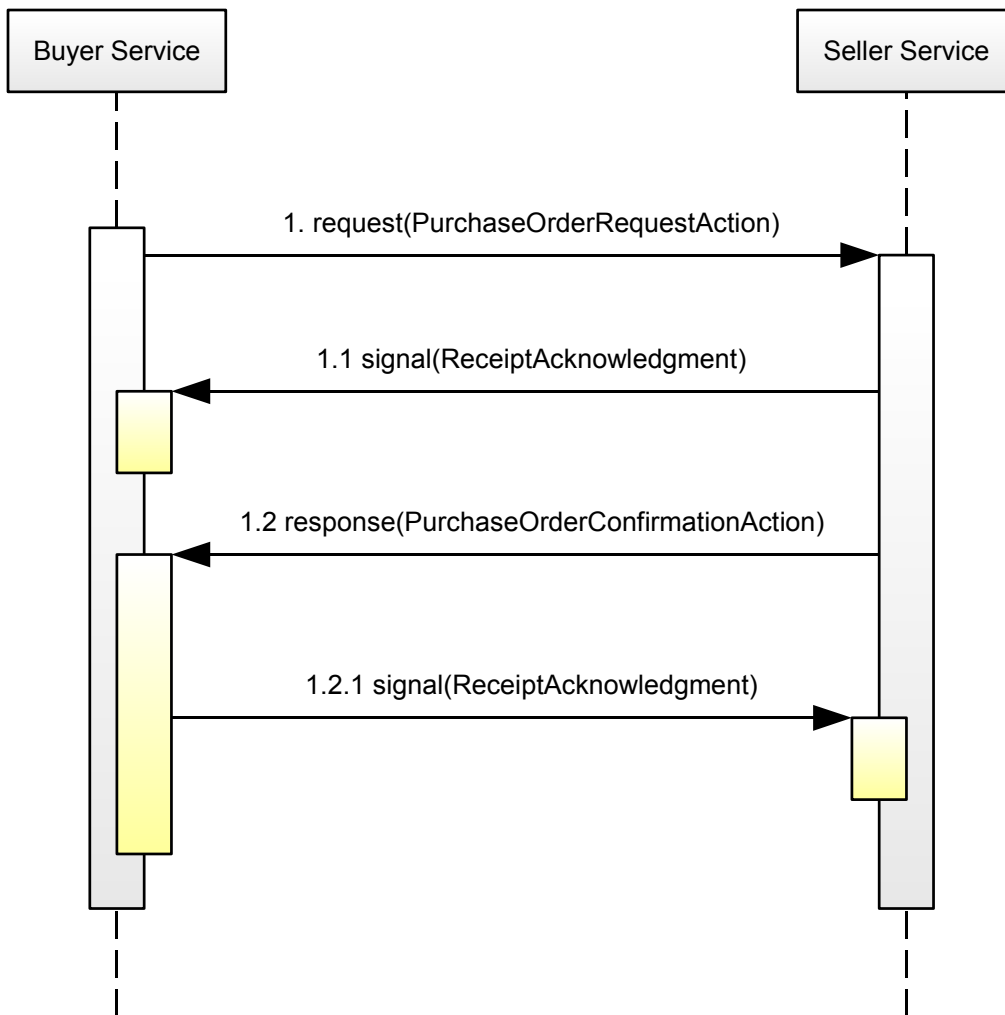 Buyer Service
Seller Service
1. request(PurchaseOrderRequestAction)
1.1 signal(ReceiptAcknowledgment)
1.2 response(PurchaseOrderConfirmationAction)
1.2.1 signal(ReceiptAcknowledgment)